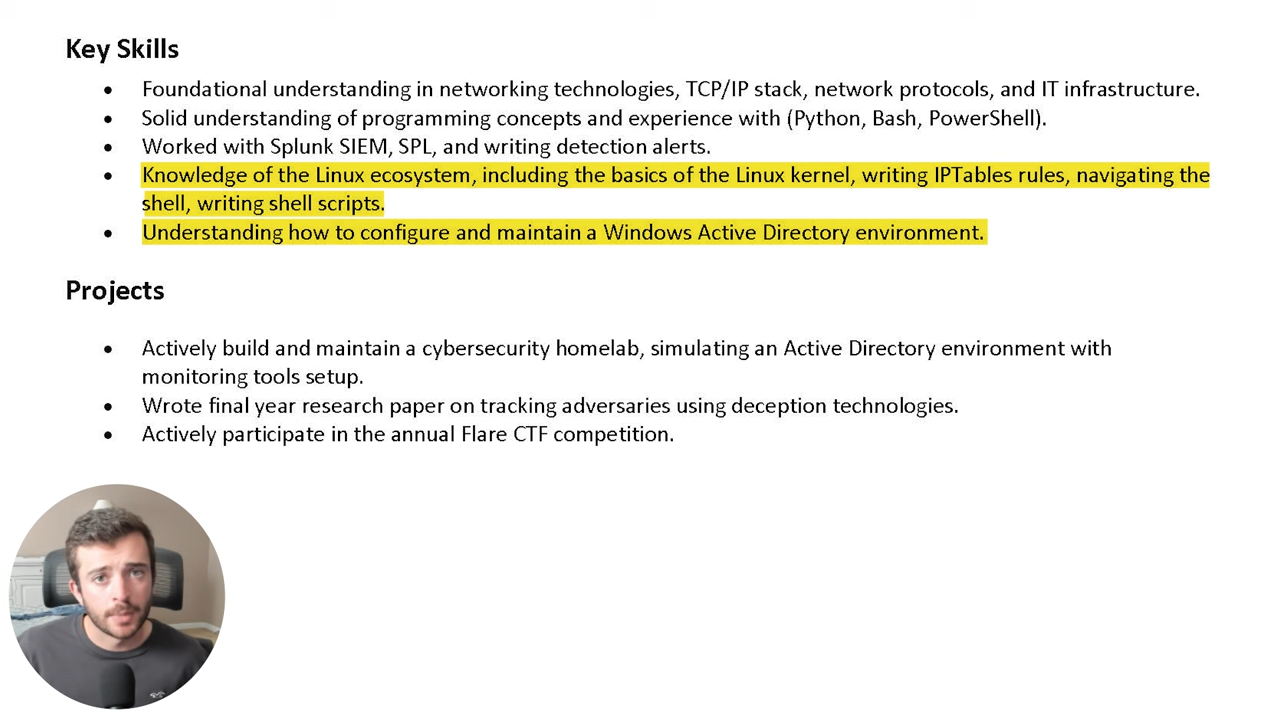 Key Skills
• Foundational understanding in networking technologies, TCP/IP stack, network protocols, and IT infrastructure.
• Solid understanding of programming concepts and experience with (Python, Bash, PowerShell).
• Worked with Splunk SIEM, SPL, and writing detection alerts.
• Knowledge of the Linux ecosystem, including the basics of the Linux kernel, writing IPTables rules, navigating the
shell, writing shell scripts.
• Understanding how to configure and maintain a Windows Active Directory environment.
Projects
• Actively build and maintain a cybersecurity homelab, simulating an Active Directory environment with
monitoring tools setup.
• Wrote final year research paper on tracking adversaries using deception technologies.
• Actively participate in the annual Flare CTF competition.